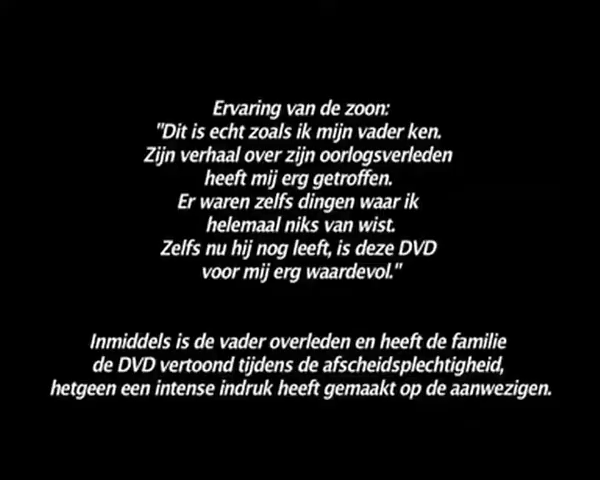 Ervaring van de zoon:
"Dit is echt zoals ik mijn vader ken.
Zijn verhaal over zijn oorlogsverleden
heeft mij erg getroffen.
Er waren zelfs dingen waar ik
helemaal niks van wist.
Zelfs nu hij nog leeft, is deze DVD
voor mij erg waardevol."
Inmiddels is de vader overleden en heeft de familie
de DVD vertoond tijdens de afscheidsplechtigheid,
hetgeen een intense indruk heeft gemaakt op de aanwezigen.